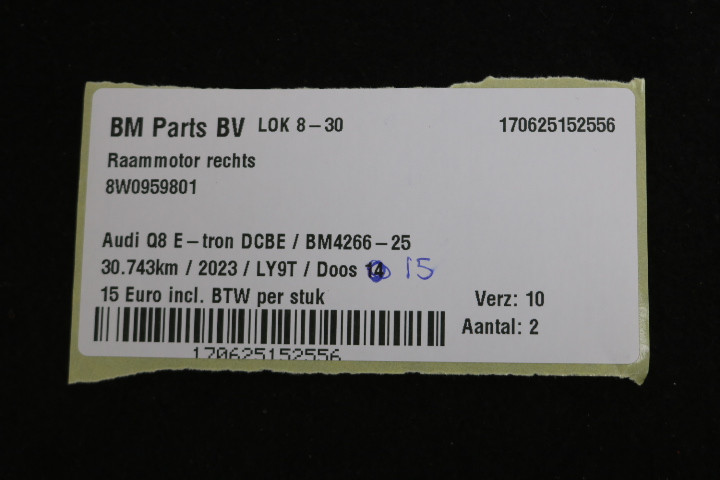 BM Parts BV LOK 8-30 170625152556
Raammotor rechts
8W0959801
Audi Q8 E-tron DCBE / BM4266-25
30.743km / 2023 / LY9T / Doos 14 15
15 Euro incl. BTW per stuk Verz: 10
Aantal: 2
170625152556